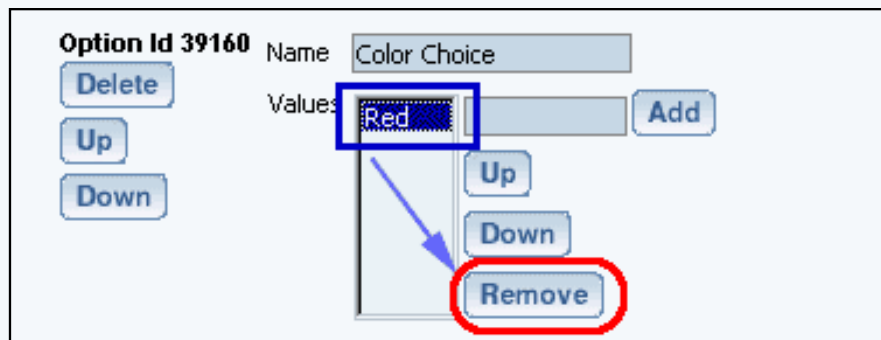 Option Id 39160
Delete
Up
Down
Name Color Choice
Values Red Add
Up
Down
Remove